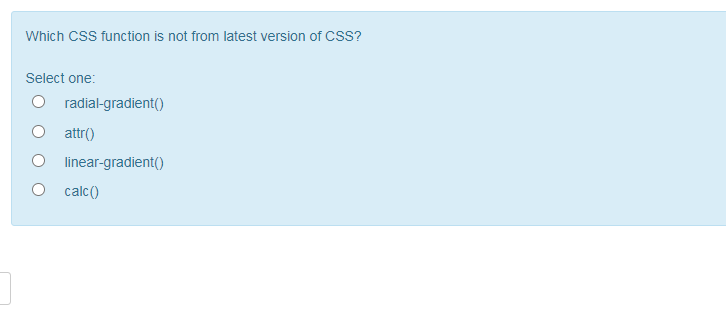 Which CSS function is not from latest version of CSS?
Select one:
radial-gradient()
attr()
linear-gradient()
calc()